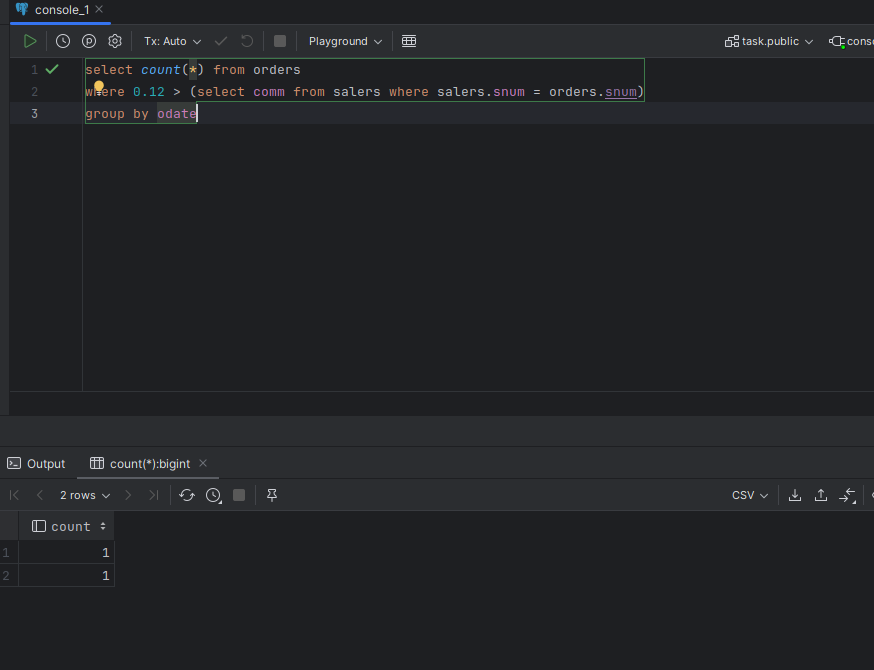 console_1
Tx: Auto Playground task.public
1 select count(*) from orders
2 where 0.12 > (select comm from salers where salers.snum = orders.snum)
3 group by odate
Output count(*):bigint
2 rows CSV
count
1 1
2 1